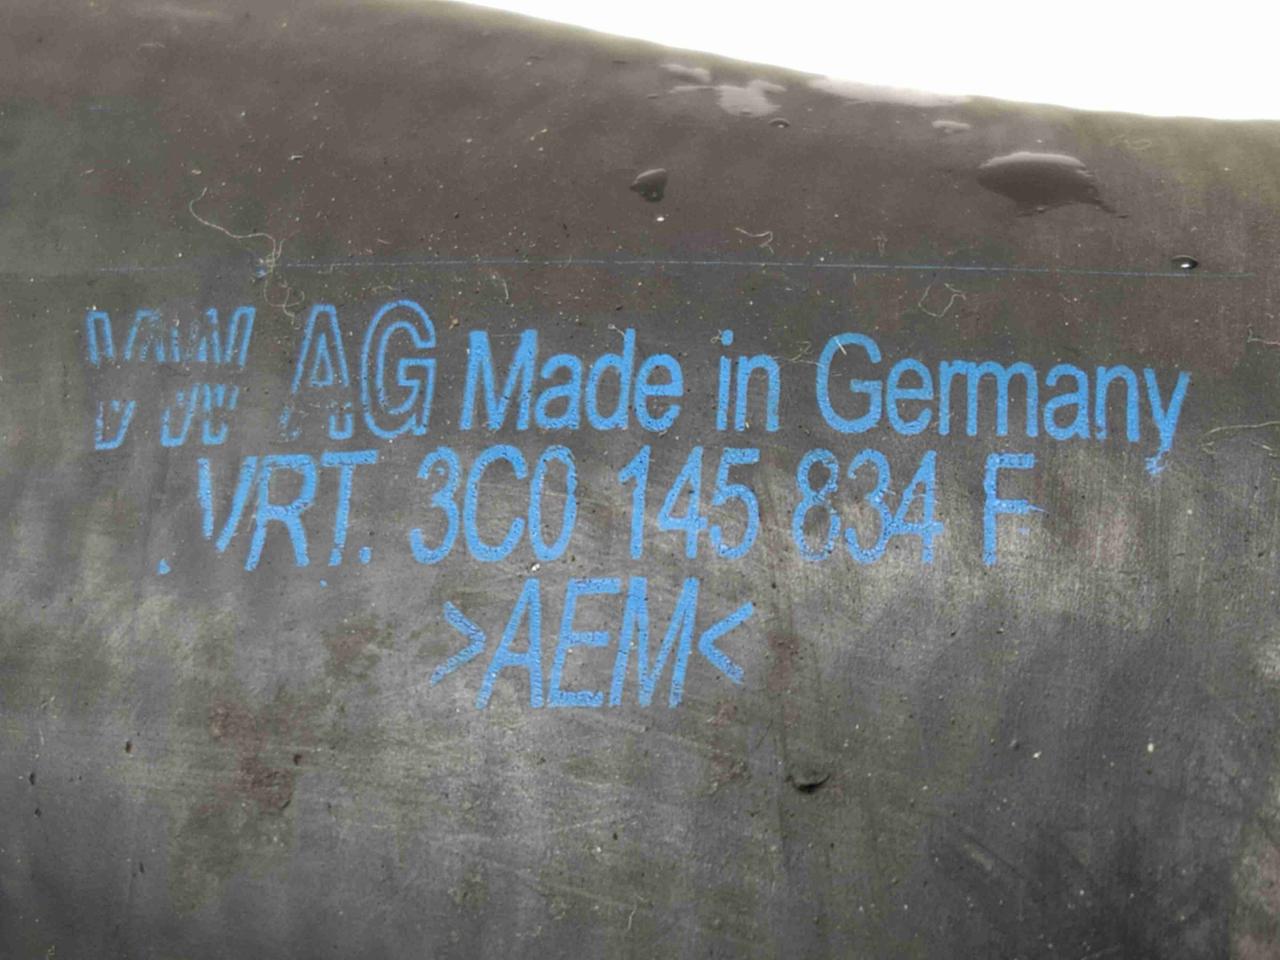 VW AG Made in Germany
VRT. 3C0 145 834 F
>AEM<